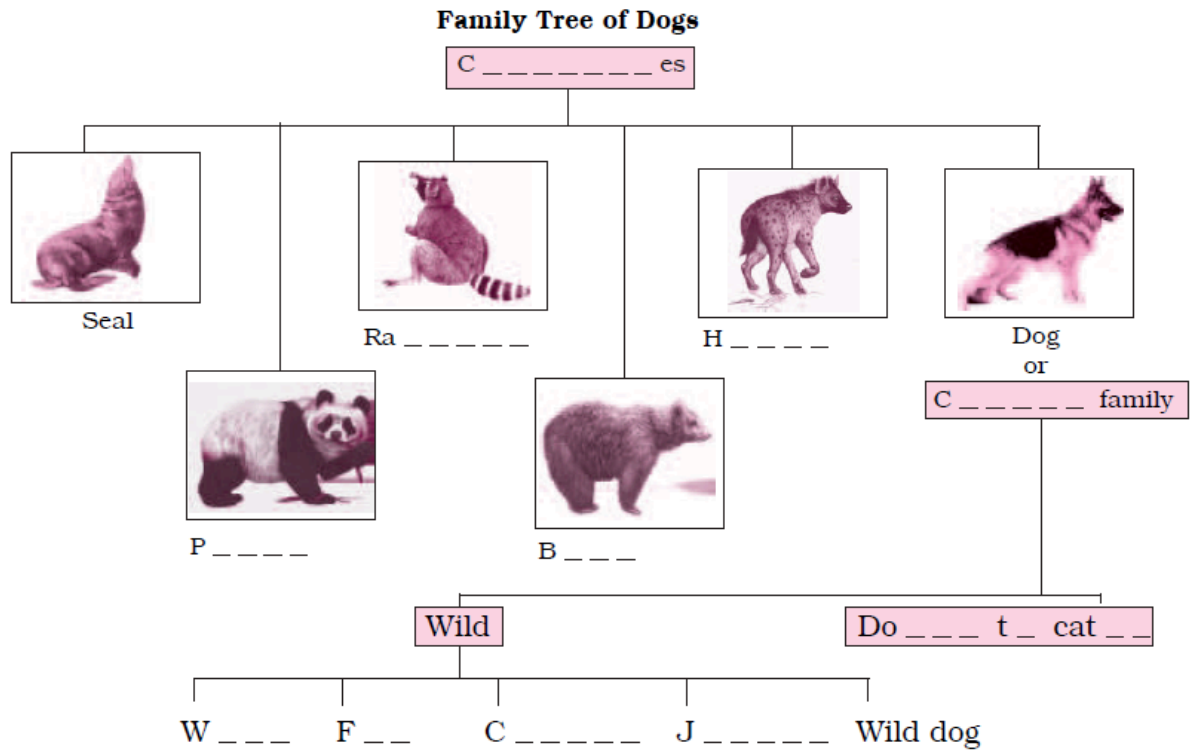 Family Tree of Dogs
C _ _ _ _ _ _ _ es
Seal
Ra _ _ _ _ _
H _ _ _ _
Dog
or
C _ _ _ _ _ family
P _ _ _ _
B _ _ _
Wild
Do _ _ _ t _ cat _ _
W _ _ _ F _ _ C _ _ _ _ _ J _ _ _ _ _ Wild dog